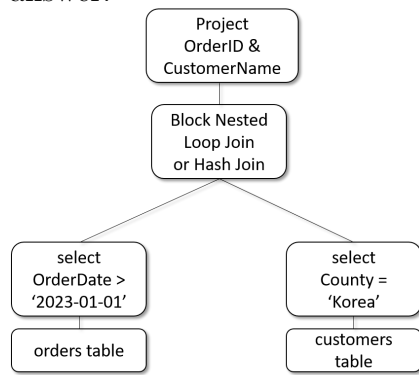 Project
OrderID &
CustomerName
Block Nested
Loop Join
or Hash Join
select
OrderDate >
‘2023-01-01’
select
County =
‘Korea’
orders table
customers
table